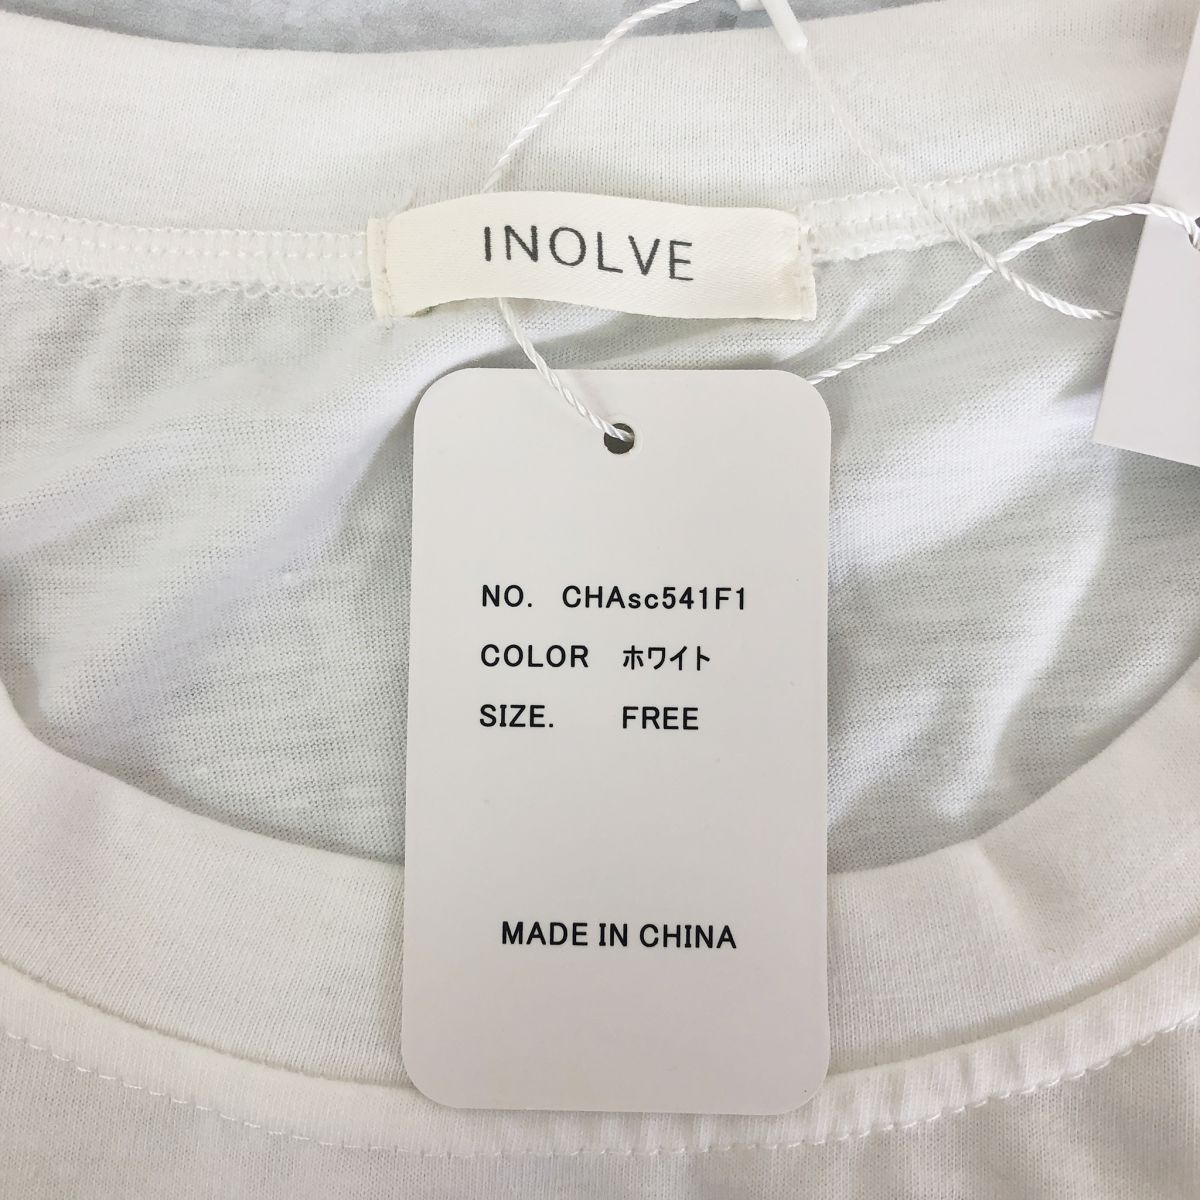 INOLVE
NO. CHAsc541F1
COLOR ホワイト
SIZE. FREE
MADE IN CHINA